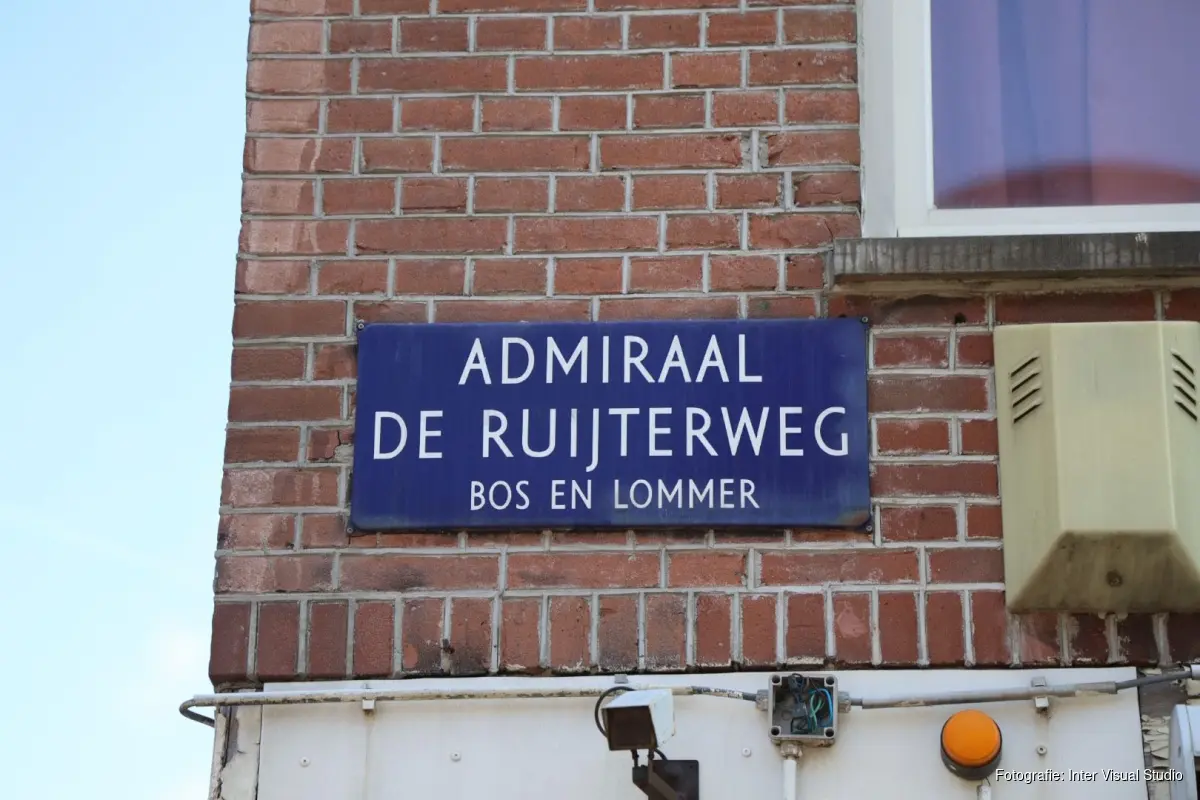 ADMIRAAL
DE RUIJTERWEG
BOS EN LOMMER
Fotografie: Inter Visual Studio